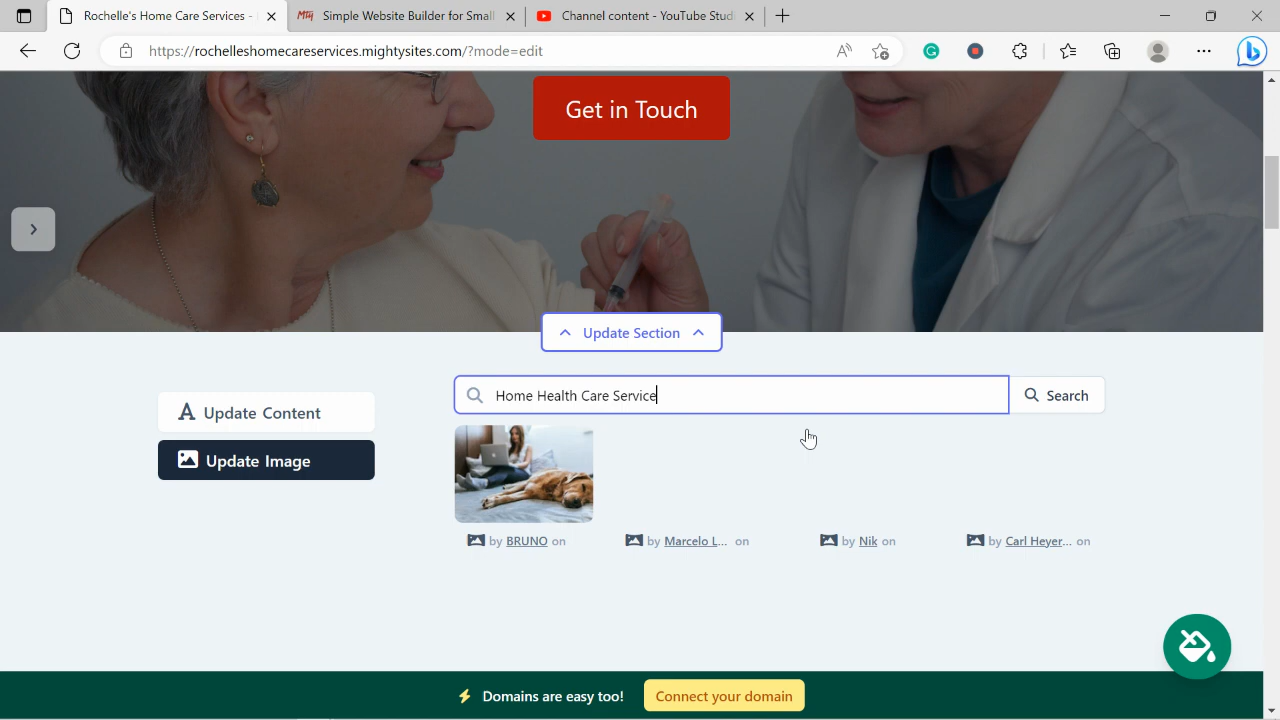 Rochelle's Home Care Services -
Simple Website Builder for Small
Channel content - YouTube Studi
https://rochelleshomecareservices.mightysites.com/?mode=edit
Get in Touch
Update Section
Home Health Care Service
Search
Update Content
Update Image
by BRUNO on
by Marcelo L... on
by Nik on
by Carl Heyer... on
Domains are easy too!
Connect your domain